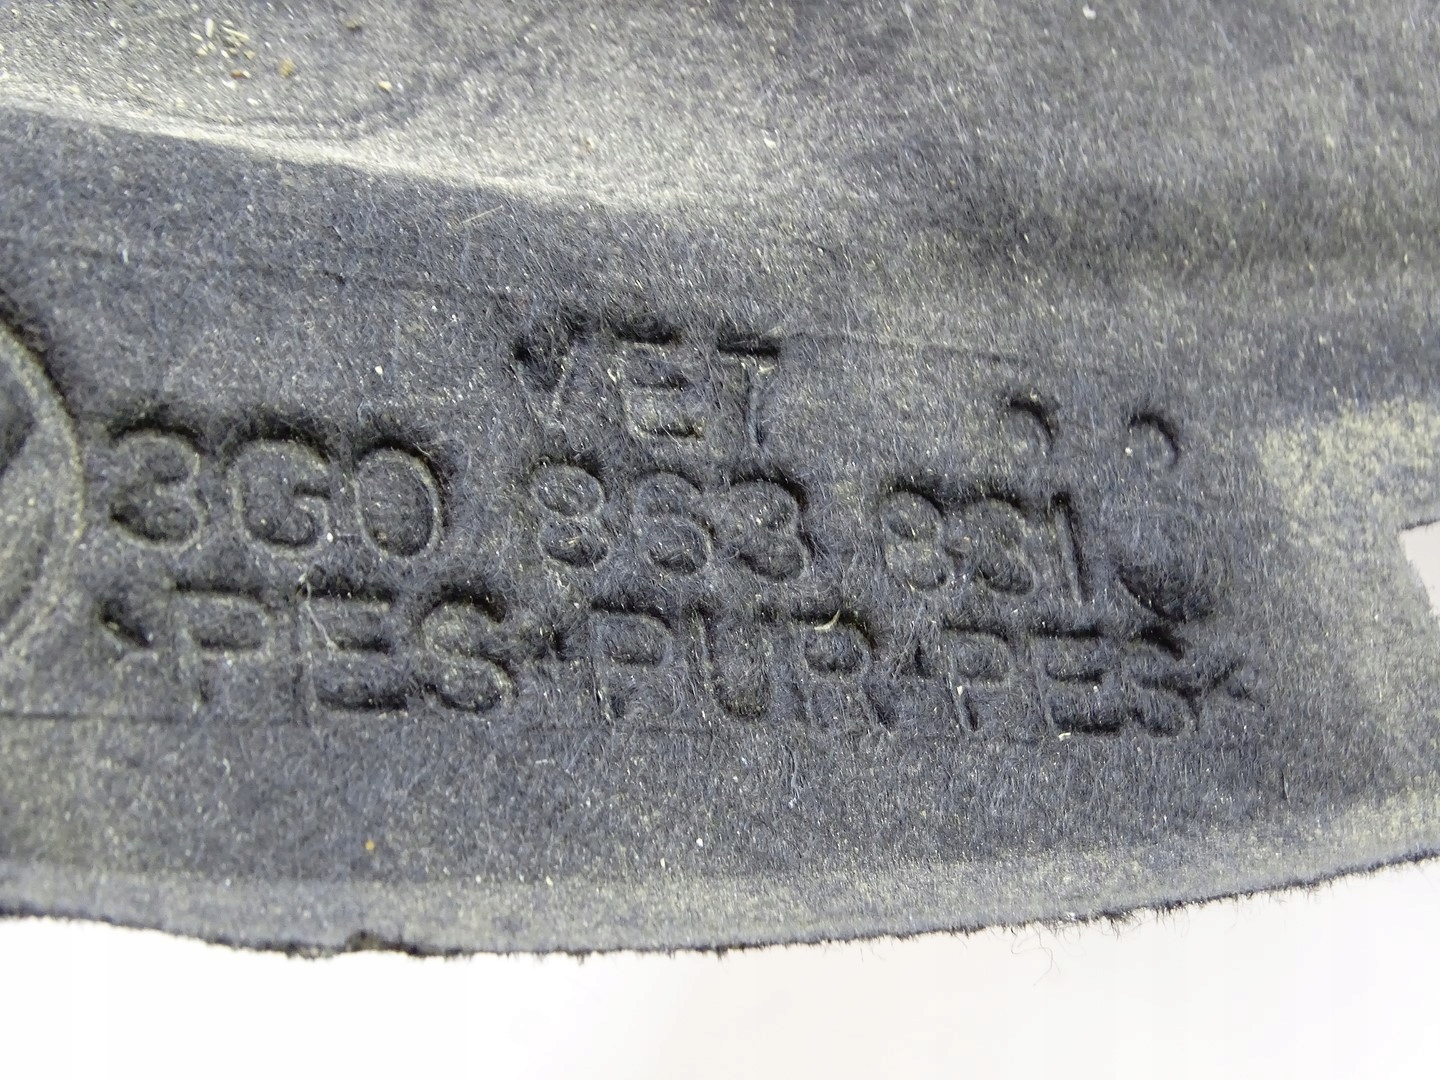 VET
3G0 863 831
>PES+PUR+PES<